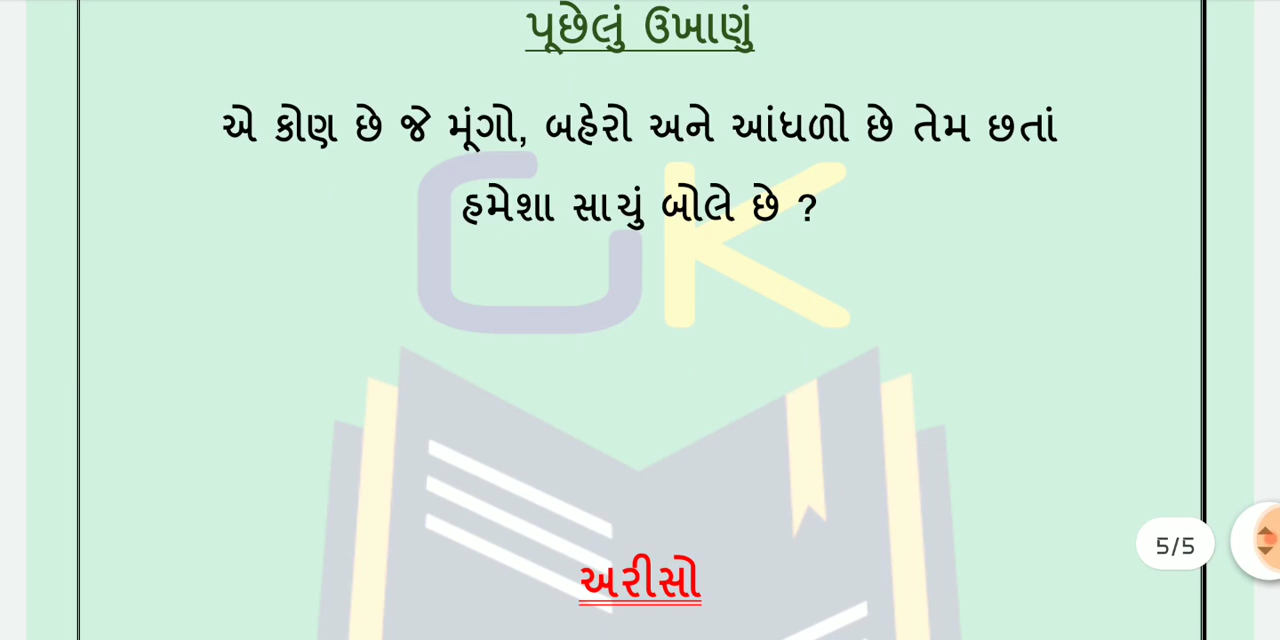 પૂછેલું ઉખાણું
એ કોણ છે જે મૂંગો, બહેરો અને આંધળો છે તેમ છતાં
હમેશા સાચું બોલે છે ?
GK
અરીસો
5/5